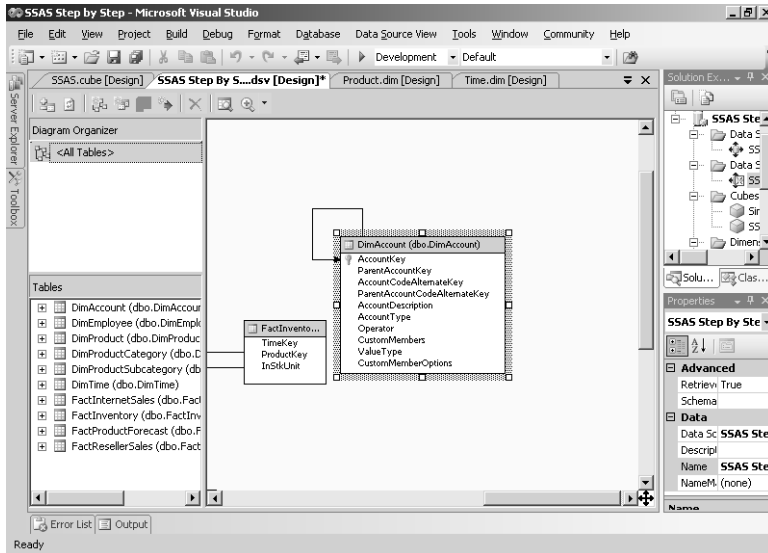 SSAS Step by Step - Microsoft Visual Studio
File Edit View Project Build Debug Format Database Data Source View Tools Window Community Help
Development Default
SSAS.cube [Design] SSAS Step By S....dsv [Design]* Product.dim [Design] Time.dim [Design]
Server Explorer
Toolbox
Diagram Organizer
<All Tables>
Tables
DimAccount (dbo.DimAccour
DimEmployee (dbo.DimEmplo
DimProduct (dbo.DimProduc
DimProductCategory (dbo.D
DimProductSubcategory (db
DimTime (dbo.DimTime)
FactInternetSales (dbo.Fact
FactInventory (dbo.FactInv
FactProductForecast (dbo.F
FactResellerSales (dbo.Fact
FactInvento...
TimeKey
ProductKey
InStkUnit
DimAccount (dbo.DimAccount)
AccountKey
ParentAccountKey
AccountCodeAlternateKey
ParentAccountCodeAlternateKey
AccountDescription
AccountType
Operator
CustomMembers
ValueType
CustomMemberOptions
Solution Ex...
SSAS Ste
Data S
SS
Data S
SS
Cubes
Sir
SS
Dimens
Solu... Clas...
Properties
SSAS Step By Ste
Advanced
Retriev True
Schema
Data
Data Sc SSAS Ste
Descripl
Name SSAS Ste
NameM (none)
Name
Error List Output
Ready